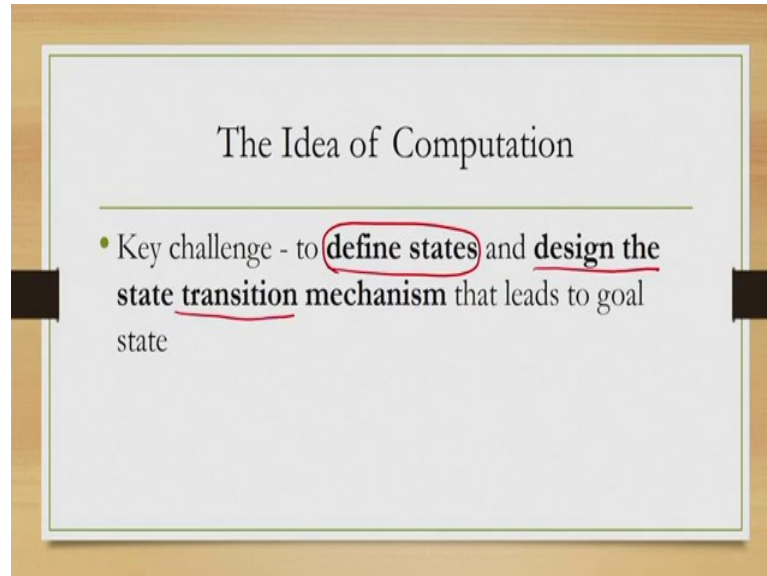 The Idea of Computation
• Key challenge - to define states and design the
state transition mechanism that leads to goal
state